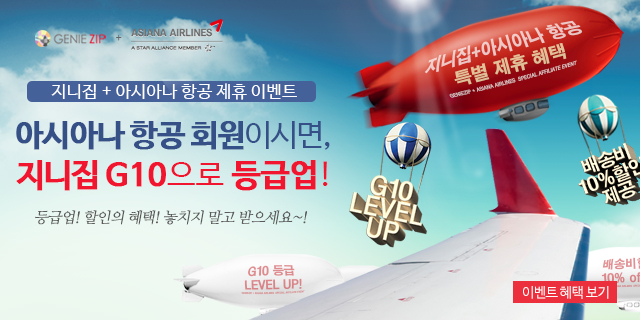 GENIE ZIP + ASIANA AIRLINES
A STAR ALLIANCE MEMBER
지니집 + 아시아나 항공 제휴 이벤트
아시아나 항공 회원이시면,
지니집 G10으로 등급업!
등급업! 할인의 혜택! 놓치지 말고 받으세요~!
지니집+아시아나 항공
특별 제휴 혜택
GENIEZIP + ASIANA AIRLINES SPECIAL AFFILIATE EVENT
G10
LEVEL
UP
배송비
10%할인
제공
G10 등급
LEVEL UP!
배송비할
10% of
이벤트 혜택 보기